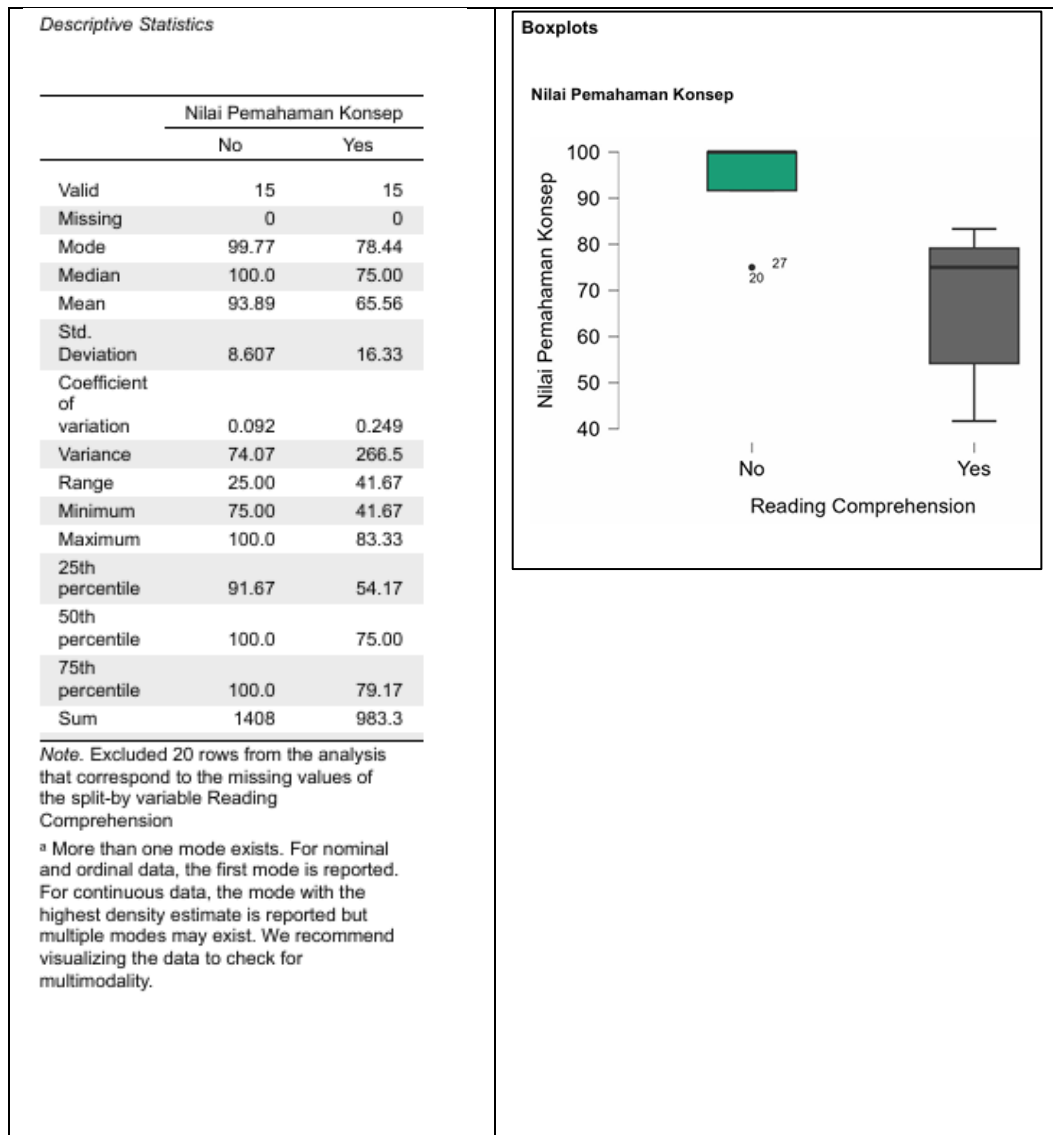 Descriptive Statistics
Nilai Pemahaman Konsep
No Yes
Valid 15 15
Missing 0 0
Mode 99.77 78.44
Median 100.0 75.00
Mean 93.89 65.56
Std.
Deviation 8.607 16.33
Coefficient
of
variation 0.092 0.249
Variance 74.07 266.5
Range 25.00 41.67
Minimum 75.00 41.67
Maximum 100.0 83.33
25th
percentile 91.67 54.17
50th
percentile 100.0 75.00
75th
percentile 100.0 79.17
Sum 1408 983.3
Note. Excluded 20 rows from the analysis
that correspond to the missing values of
the split-by variable Reading
Comprehension
ᵃ More than one mode exists. For nominal
and ordinal data, the first mode is reported.
For continuous data, the mode with the
highest density estimate is reported but
multiple modes may exist. We recommend
visualizing the data to check for
multimodality.
Boxplots
Nilai Pemahaman Konsep
Nilai Pemahaman Konsep
100
90
80
70
60
50
40
27
20
No Yes
Reading Comprehension